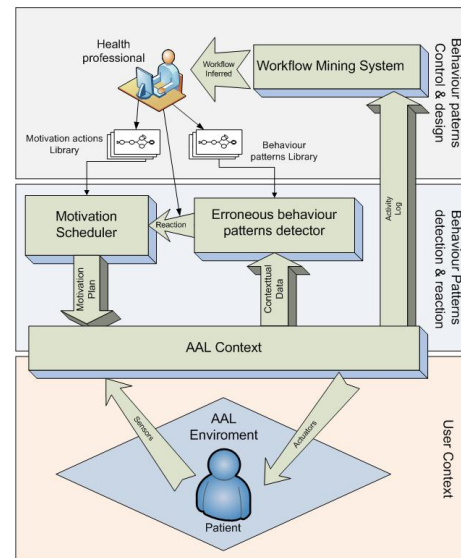 Health
professional
Workflow
Inferred
Workflow Mining System
Behaviour paterns
Control & design
Motivation actions
Library
Behaviour
patterns Library
Motivation
Scheduler
Reaction
Erroneous behaviour
patterns detector
Activity
Log
Behaviour Patterns
detection & reaction
Motivation
Plan
Contexttual
Data
AAL Context
Sensors
AAL
Enviroment
Actuators
Patient
User Context